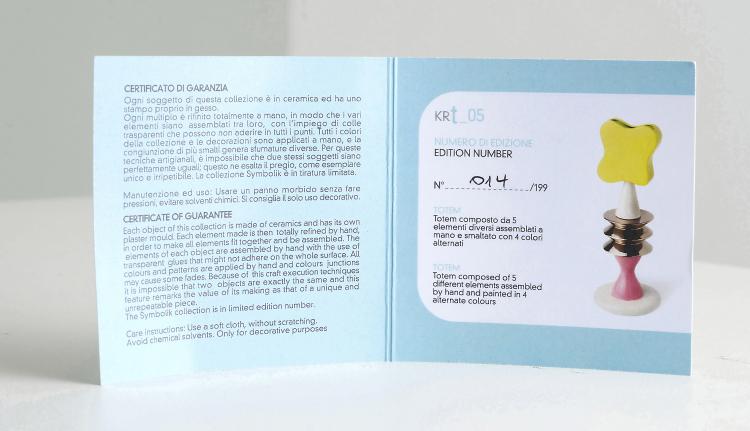 CERTIFICATO DI GARANZIA
Ogni soggetto di questa collezione è in ceramica ed ha uno
stampo proprio in gesso.
Ogni multiplo è rifinito totalmente a mano, in modo che i vari
elementi siano assemblati tra loro, con l'impiego di colle
trasparenti che possono non aderire in tutti i punti. Tutti i colori
della collezione e le decorazioni sono applicati a mano, e la
congiunzione di più smalti genera sfumature diverse. Per queste
tecniche artigianali, è impossibile che due stessi soggetti siano
perfettamente uguali; questo ne esalta il pregio, come esemplare
unico e irripetibile. La collezione Symbolik è in tiratura limitata.
Manutenzione ed uso: Usare un panno morbido senza fare
pressioni, evitare solventi chimici. Si consiglia il solo uso decorativo.
CERTIFICATE OF GUARANTEE
Each object of this collection is made of ceramics and has its own
plaster mould. Each element made is then totally refined by hand,
in order to make all elements fit together and be assembled. The
elements of each object are assembled by hand with the use of
transparent glues that might not adhere on the whole surface. All
colours and patterns are applied by hand and colours junctions
may cause some fades. Because of this craft execution techniques
it is impossible that two objects are exactly the same and this
feature remarks the value of its making as that of a unique and
unrepeatable piece.
The Symbolik collection is in limited edition number.
Care instuctions: Use a soft cloth, without scratching.
Avoid chemical solvents. Only for decorative purposes
KRt_05
NUMERO DI EDIZIONE
EDITION NUMBER
N° 014 /199
TOTEM
Totem composto da 5
elementi diversi assemblati a
mano e smaltato con 4 colori
alternati
TOTEM
Totem composed of 5
different elements assembled
by hand and painted in 4
alternate colours